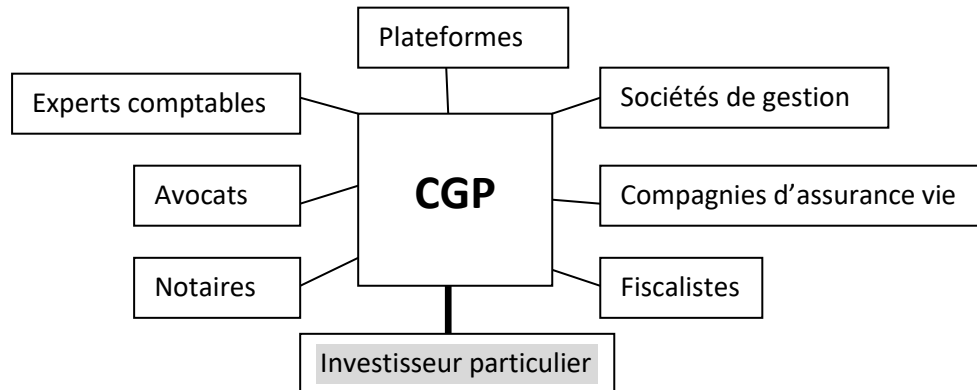 Plateformes
Experts comptables
Sociétés de gestion
Avocats
CGP
Compagnies d’assurance vie
Notaires
Fiscalistes
Investisseur particulier